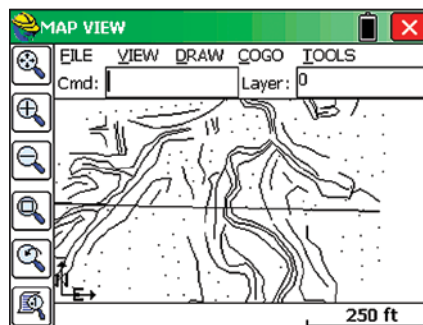 MAP VIEW
FILE VIEW DRAW COGO TOOLS
Cmd: Layer: 0
N
E
250 ft